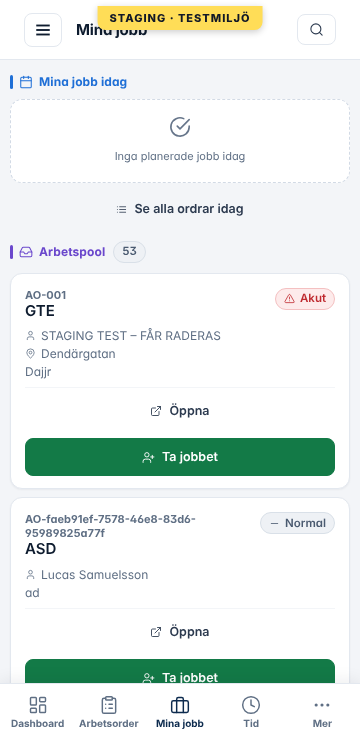 STAGING · TESTMILJÖ
Mina jobb
Mina jobb idag
Inga planerade jobb idag
Se alla ordrar idag
Arbetspool 53
AO-001
Akut
GTE
STAGING TEST – FÅR RADERAS
Dendärgatan
Dajjr
Öppna
Ta jobbet
AO-faeb91ef-7578-46e8-83d6-
95989825a77f
Normal
ASD
Lucas Samuelsson
ad
Öppna
Ta jobbet
Dashboard Arbetsorder Mina jobb Tid Mer